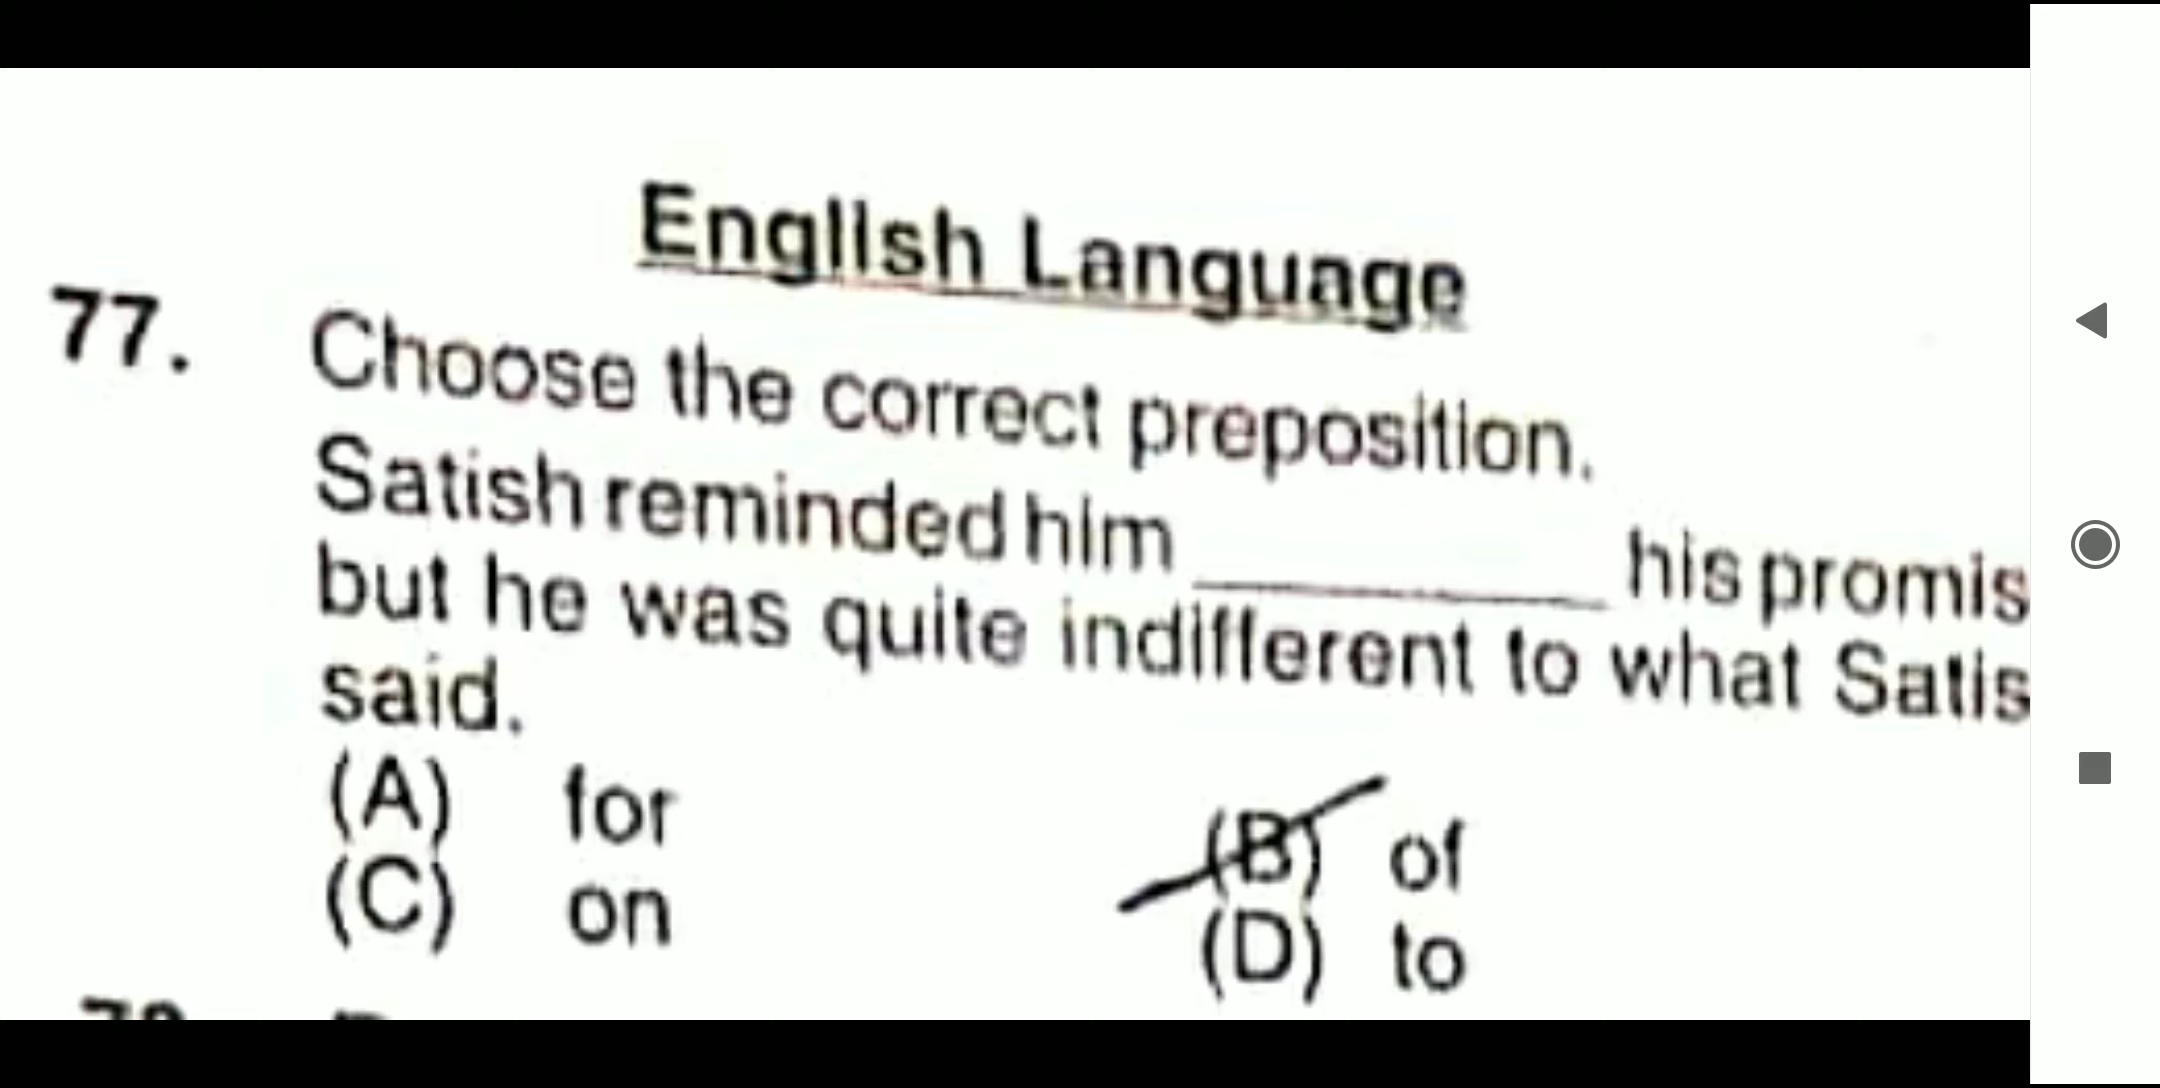 English Language
77. Choose the correct preposition.
Satish reminded him ________ his promis
but he was quite indifferent to what Satis
said.
(A) for
(B) of
(C) on
(D) to